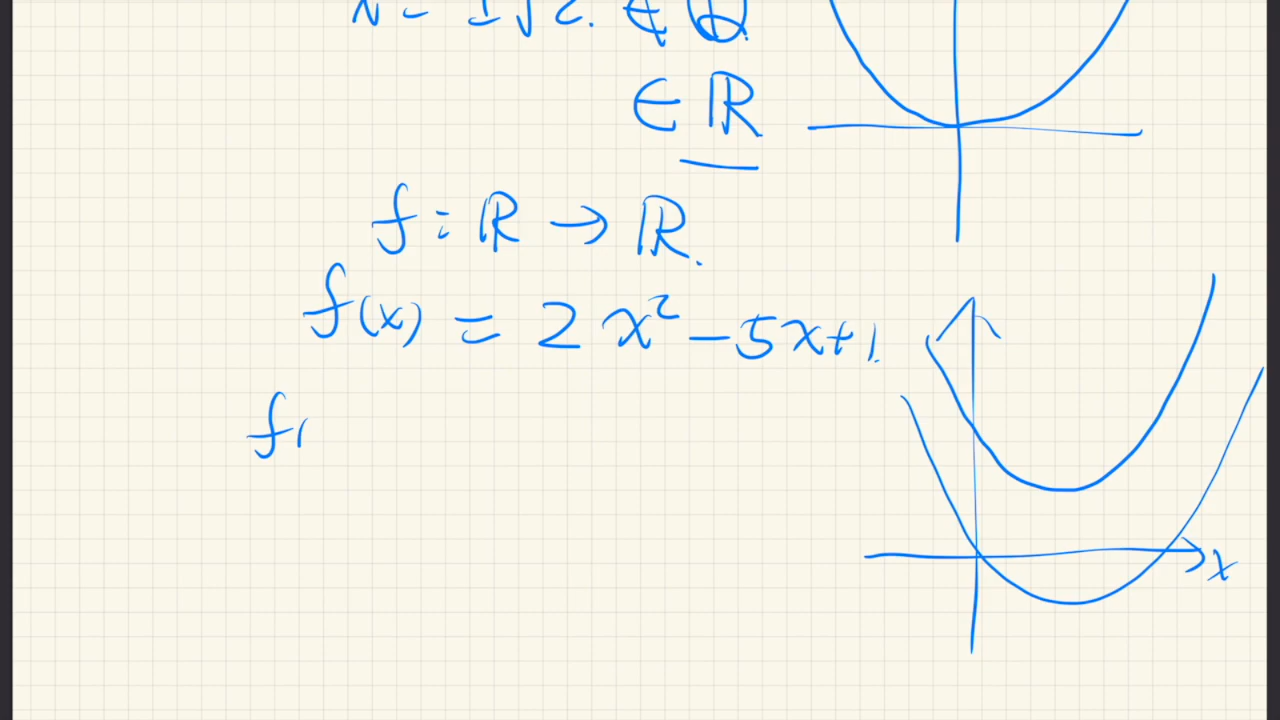 ∈ ℝ
f : ℝ → ℝ.
f(x) = 2x² - 5x + 1.
f(
x